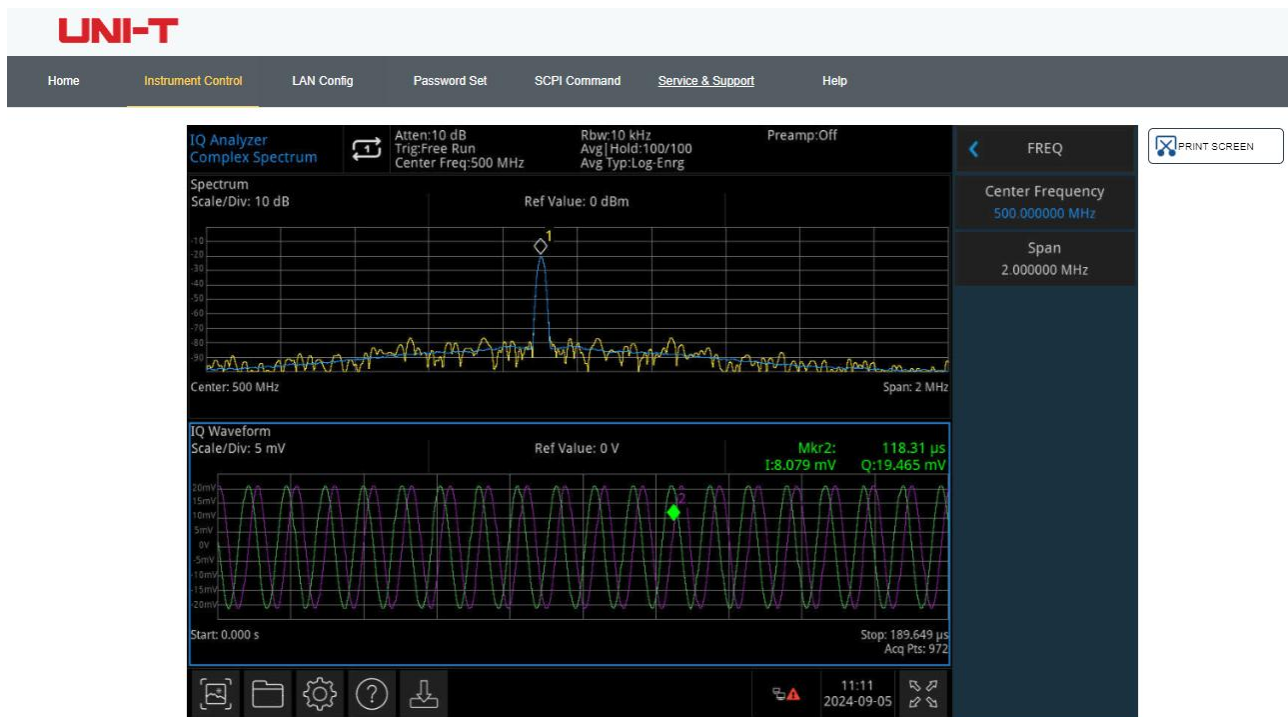 UNI-T
Home Instrument Control LAN Config Password Set SCPI Command Service & Support Help
IQ Analyzer
Complex Spectrum
1
Atten:10 dB
Trig:Free Run
Center Freq:500 MHz
Rbw:10 kHz
Avg|Hold:100/100
Avg Typ:Log-Enrg
Preamp:Off
FREQ
PRINT SCREEN
Center Frequency
500.000000 MHz
Span
2.000000 MHz
Spectrum
Scale/Div: 10 dB
Ref Value: 0 dBm
1
-10
-20
-30
-40
-50
-60
-70
-80
-90
Center: 500 MHz
Span: 2 MHz
IQ Waveform
Scale/Div: 5 mV
Ref Value: 0 V
Mkr2: 118.31 µs
I:8.079 mV Q:19.465 mV
2
20mV
15mV
10mV
5mV
0V
-5mV
-10mV
-15mV
-20mV
Start: 0.000 s
Stop: 189.649 µs
Acq Pts: 972
?
11:11
2024-09-05